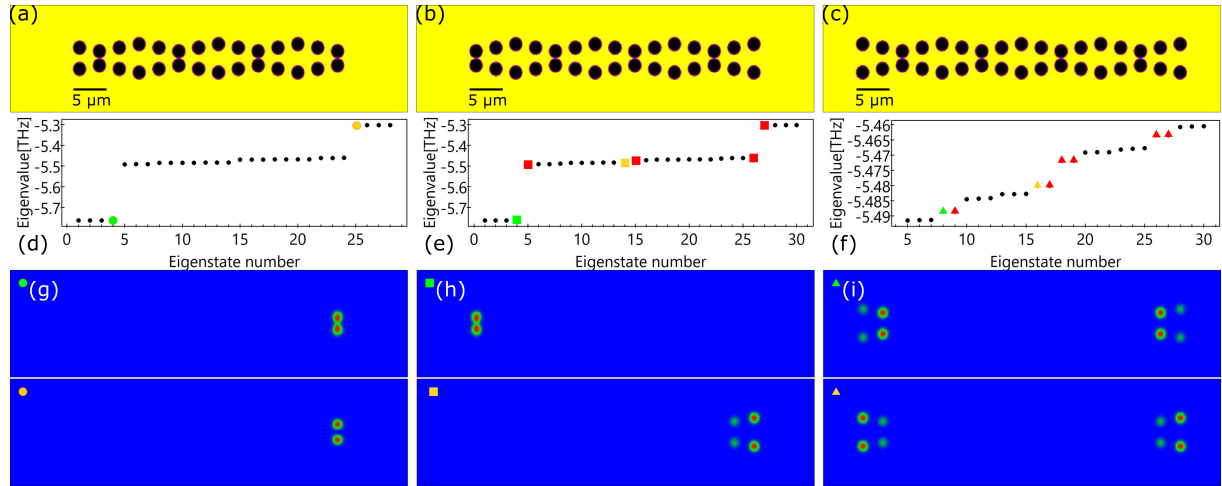 (a) (b) (c)
5 µm 5 µm 5 µm
Eigenvalue[THz] Eigenvalue[THz] Eigenvalue[THz]
-5.3 -5.3 -5.46
-5.4 -5.4 -5.465
-5.5 -5.5 -5.47
-5.6 -5.6 -5.475
-5.7 -5.7 -5.48
-5.485
-5.49
0 5 10 15 20 25 0 5 10 15 20 25 30 5 10 15 20 25 30
(d) Eigenstate number (e) Eigenstate number (f) Eigenstate number
(g) (h) (i)